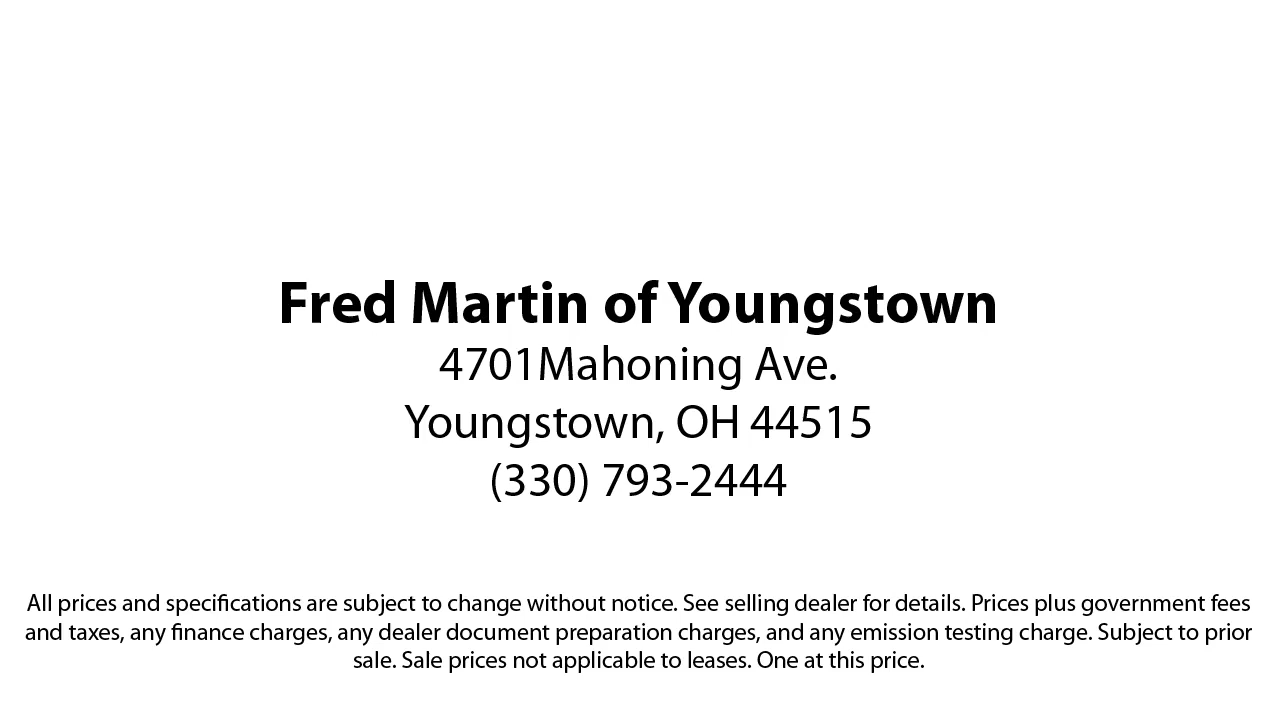 Fred Martin of Youngstown
4701Mahoning Ave.
Youngstown, OH 44515
(330) 793-2444
All prices and specifications are subject to change without notice. See selling dealer for details. Prices plus government fees
and taxes, any finance charges, any dealer document preparation charges, and any emission testing charge. Subject to prior
sale. Sale prices not applicable to leases. One at this price.